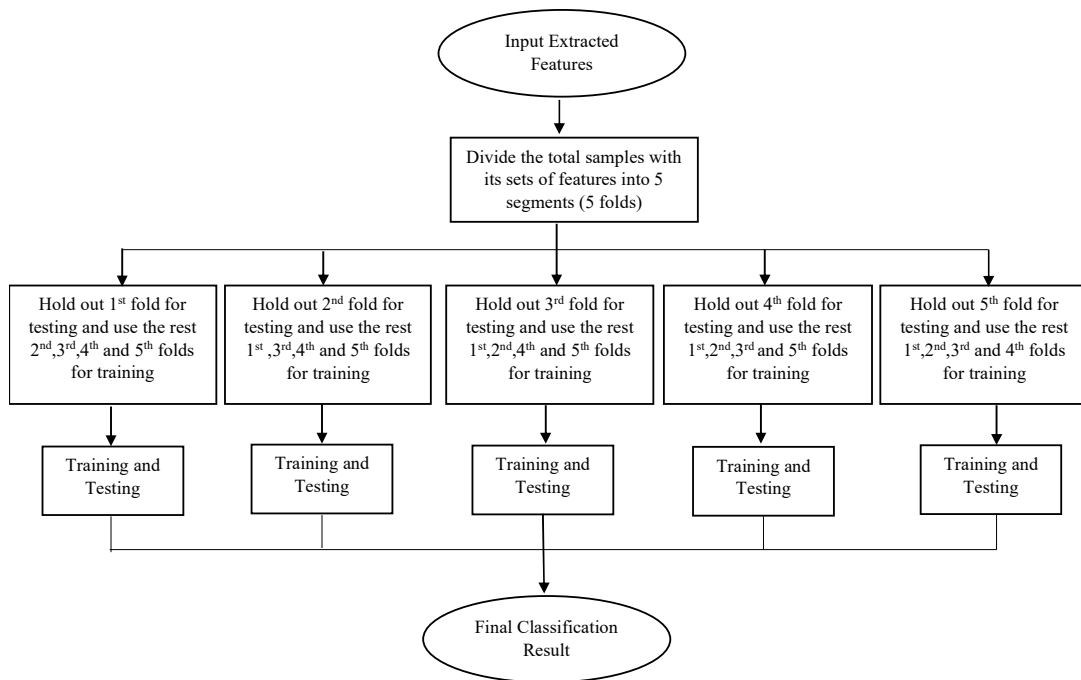 Input Extracted
Features
Divide the total samples with
its sets of features into 5
segments (5 folds)
Hold out 1st fold for
testing and use the rest
2nd,3rd,4th and 5th folds
for training
Hold out 2nd fold for
testing and use the rest
1st ,3rd,4th and 5th folds
for training
Hold out 3rd fold for
testing and use the rest
1st,2nd,4th and 5th folds
for training
Hold out 4th fold for
testing and use the rest
1st,2nd,3rd and 5th folds
for training
Hold out 5th fold for
testing and use the rest
1st,2nd,3rd and 4th folds
for training
Training and
Testing
Training and
Testing
Training and
Testing
Training and
Testing
Training and
Testing
Final Classification
Result